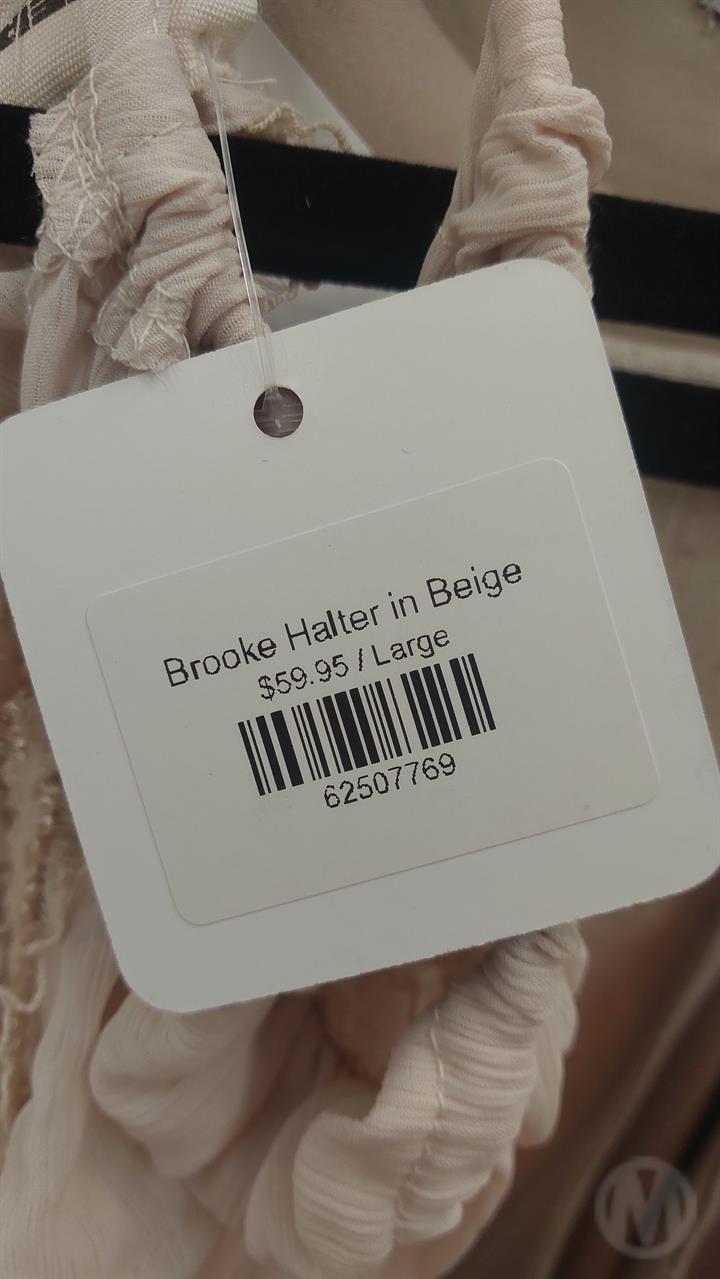 Brooke Halter in Beige
$59.95 / Large
62507769
M